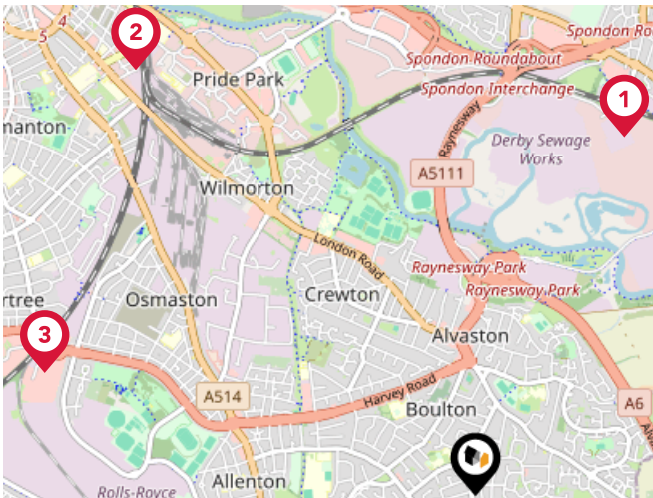 2
5 4
Spondon Ro
Pride Park
Spondon Roundabout
Spondon Interchange
1
manton
Raynesway
Derby Sewage
Works
A5111
Wilmorton
London Road
Raynesway Park
Crewton
Raynesway Park
rtree
Osmaston
3
Alvaston
Harvey Road
A514
Boulton
A6
Alva
Allenton
Rolls-Royce